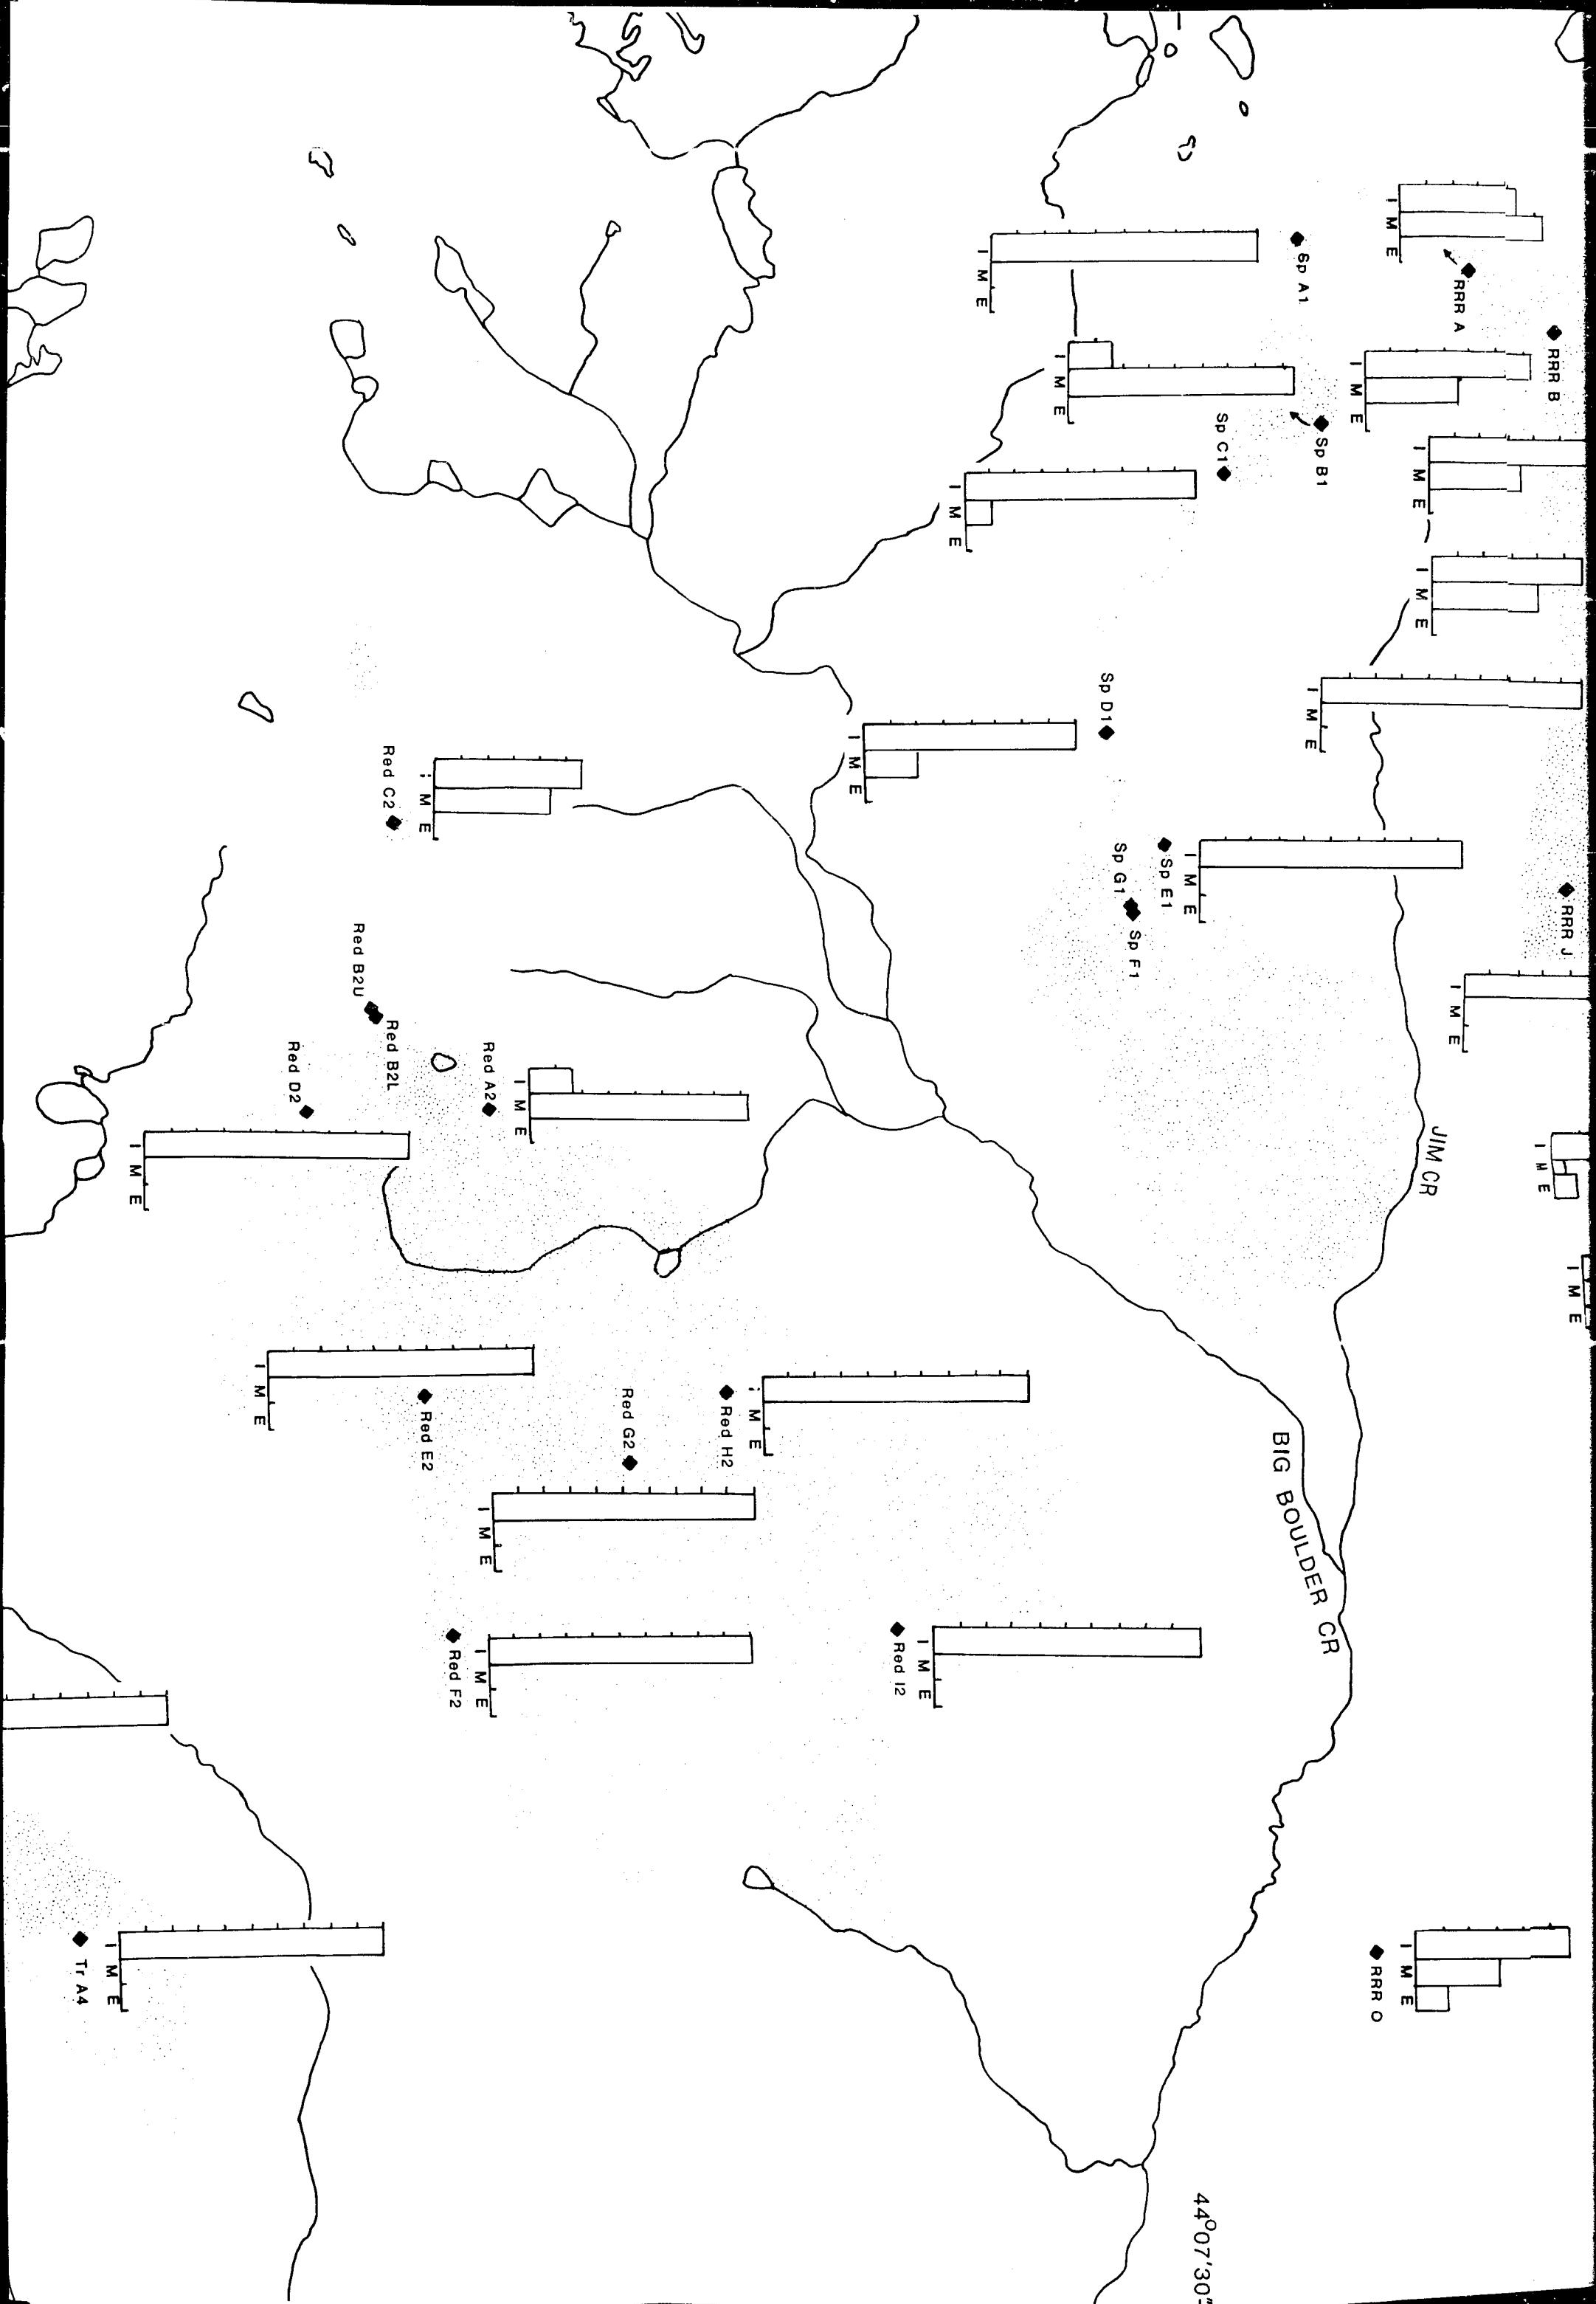 I M E
RRR J
RRR B
I M E
RRR A
I M E
JIM CR
I M E
I M E
I M E
I M E
RRR O
I M E
Sp B1
I M E
Sp A1
BIG BOULDER CR
Sp C1
44°07'30"
I M E
Sp E1
Sp F1
Sp G1
Sp D1
I M E
I M E
I M E
I M E
Red I2
I M E
I M E
Red H2
Red G2
I M E
Red A2
I M E
I M E
Red F2
Red E2
I M E
Red B2L
Red C2
Red B2U
Red D2
I M E
I M E
I M E
Tr A4